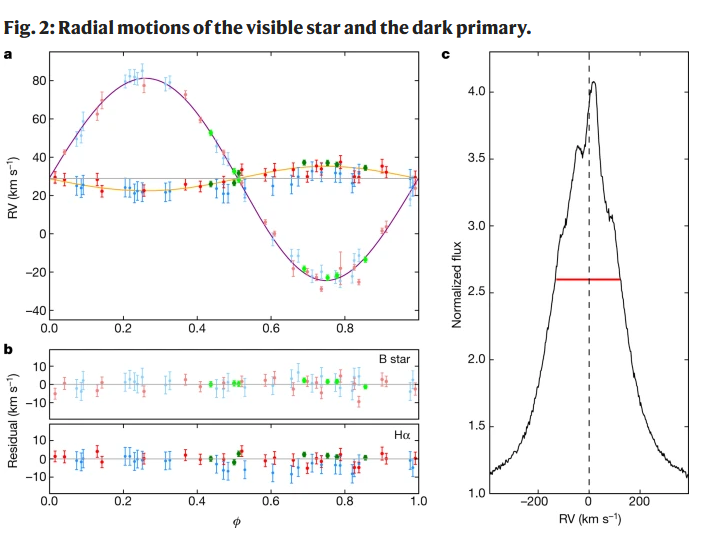 Fig. 2: Radial motions of the visible star and the dark primary.
a
80
60
40
20
0
−20
−40
RV (km s−1)
0.0 0.2 0.4 0.6 0.8
b
B star
10
0
−10
Hα
10
0
−10
Residual (km s−1)
0.0 0.2 0.4 0.6 0.8 1.0
ϕ
c
4.0
3.5
3.0
2.5
2.0
1.5
1.0
Normalized flux
−200 0 200
RV (km s−1)